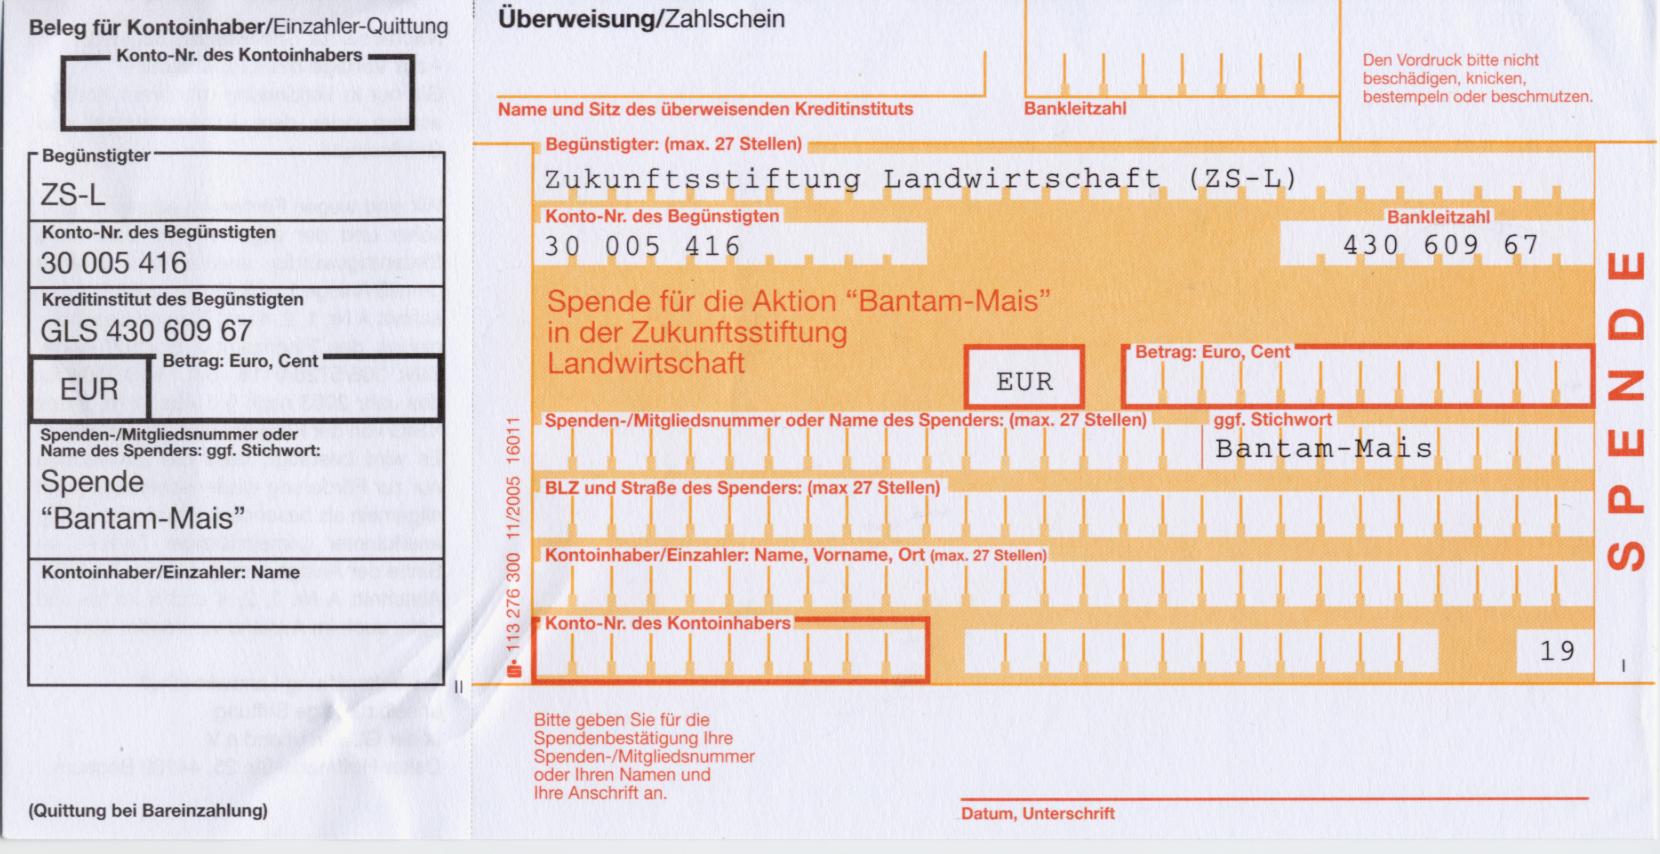 Beleg für Kontoinhaber/Einzahler-Quittung
Konto-Nr. des Kontoinhabers
Begünstigter
ZS-L
Konto-Nr. des Begünstigten
30 005 416
Kreditinstitut des Begünstigten
GLS 430 609 67
Betrag: Euro, Cent
EUR
Spenden-/Mitgliedsnummer oder
Name des Spenders: ggf. Stichwort:
Spende
“Bantam-Mais”
Kontoinhaber/Einzahler: Name
(Quittung bei Bareinzahlung)
II
Überweisung/Zahlschein
Name und Sitz des überweisenden Kreditinstituts
Bankleitzahl
Den Vordruck bitte nicht
beschädigen, knicken,
bestempeln oder beschmutzen.
Begünstigter: (max. 27 Stellen)
Zukunftsstiftung Landwirtschaft (ZS-L)
Konto-Nr. des Begünstigten
Bankleitzahl
30 005 416
430 609 67
Spende für die Aktion “Bantam-Mais”
in der Zukunftsstiftung
Landwirtschaft
EUR
Betrag: Euro, Cent
Spenden-/Mitgliedsnummer oder Name des Spenders: (max. 27 Stellen)
ggf. Stichwort
Bantam-Mais
BLZ und Straße des Spenders: (max 27 Stellen)
Kontoinhaber/Einzahler: Name, Vorname, Ort (max. 27 Stellen)
Konto-Nr. des Kontoinhabers
19
I
113 276 300 11/2005 16011
SPENDE
Bitte geben Sie für die
Spendenbestätigung Ihre
Spenden-/Mitgliedsnummer
oder Ihren Namen und
Ihre Anschrift an.
Datum, Unterschrift